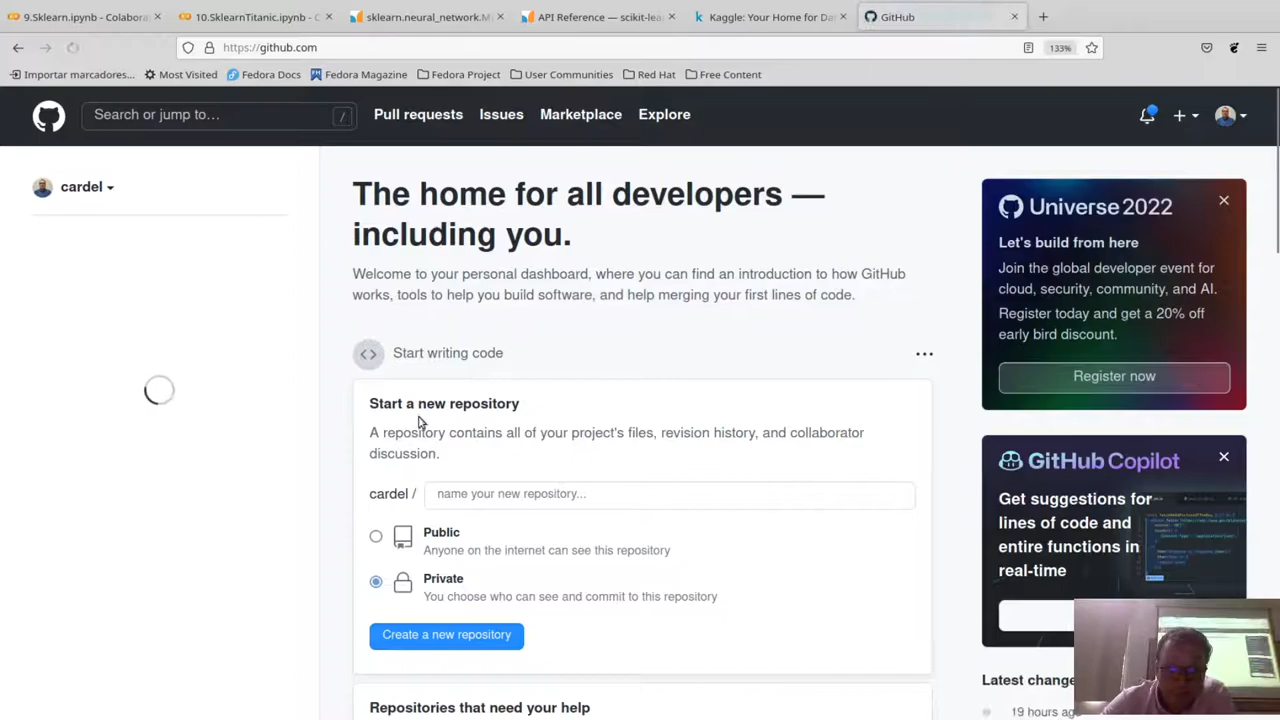 9.Sklearn.ipynb - Colabora
10.SklearnTitanic.ipynb -
sklearn.neural_network.M
API Reference — scikit-lea
Kaggle: Your Home for Da
GitHub
https://github.com
133%
Importar marcadores...
Most Visited
Fedora Docs
Fedora Magazine
Fedora Project
User Communities
Red Hat
Free Content
Search or jump to...
/
Pull requests
Issues
Marketplace
Explore
cardel
The home for all developers —
including you.
Welcome to your personal dashboard, where you can find an introduction to how GitHub
works, tools to help you build software, and help merging your first lines of code.
Start writing code
Start a new repository
A repository contains all of your project's files, revision history, and collaborator
discussion.
cardel /
name your new repository...
Public
Anyone on the internet can see this repository
Private
You choose who can see and commit to this repository
Create a new repository
Repositories that need your help
Universe 2022
Let's build from here
Join the global developer event for
cloud, security, community, and AI.
Register today and get a 20% off
early bird discount.
Register now
GitHub Copilot
Get suggestions for
lines of code and
entire functions in
real-time
Latest change
19 hours ago